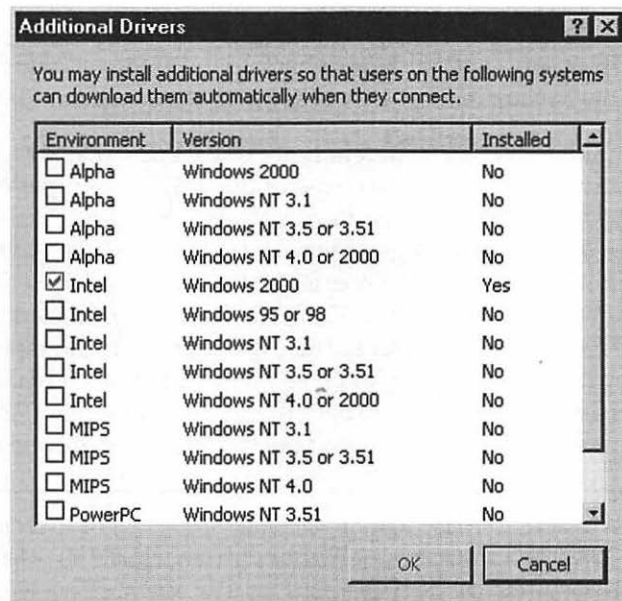 Additional Drivers
You may install additional drivers so that users on the following systems
can download them automatically when they connect.
Environment Version Installed
Alpha Windows 2000 No
Alpha Windows NT 3.1 No
Alpha Windows NT 3.5 or 3.51 No
Alpha Windows NT 4.0 or 2000 No
Intel Windows 2000 Yes
Intel Windows 95 or 98 No
Intel Windows NT 3.1 No
Intel Windows NT 3.5 or 3.51 No
Intel Windows NT 4.0 or 2000 No
MIPS Windows NT 3.1 No
MIPS Windows NT 3.5 or 3.51 No
MIPS Windows NT 4.0 No
PowerPC Windows NT 3.51 No
OK Cancel